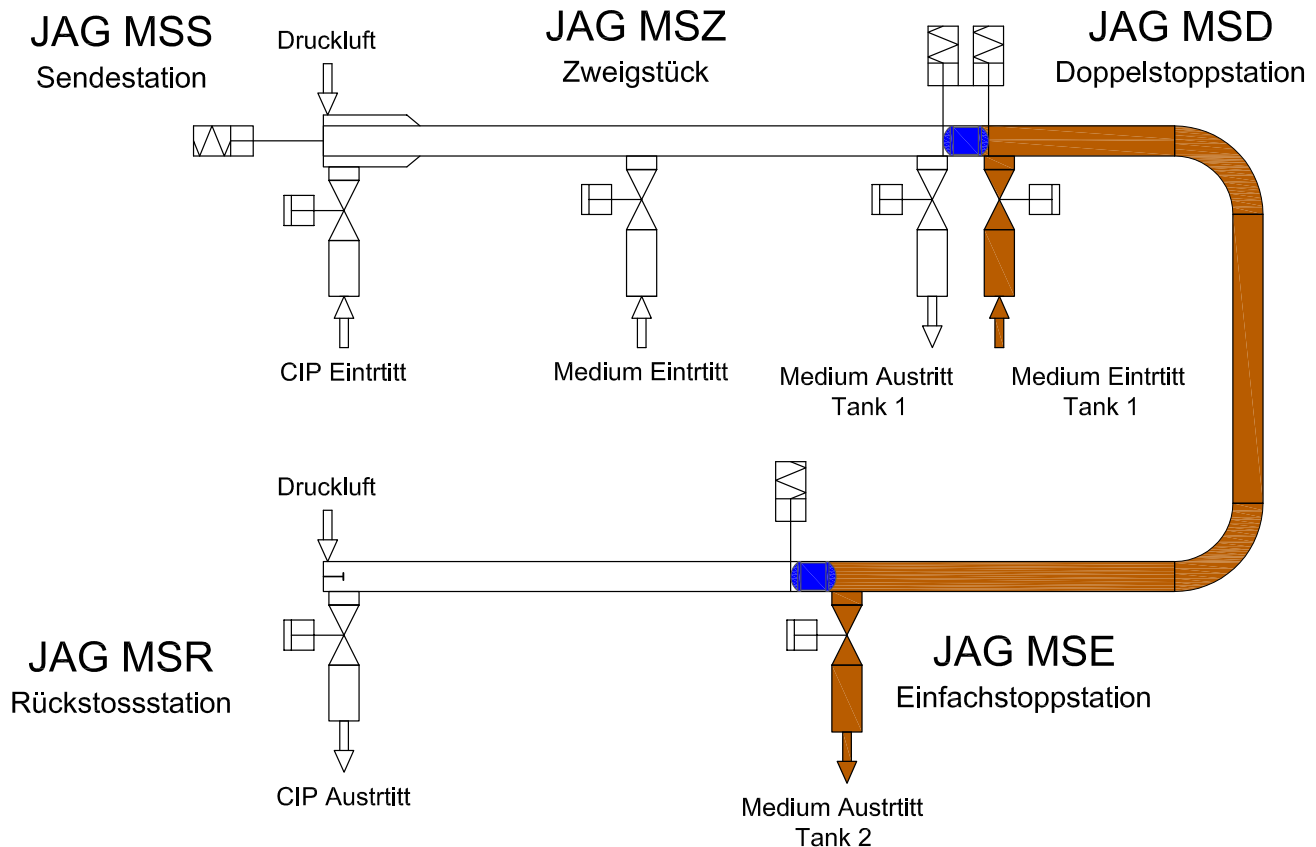 JAG MSS
Sendestation
Druckluft
JAG MSZ
Zweigstück
JAG MSD
Doppelstoppstation
CIP Eintrtitt
Medium Eintrtitt
Medium Austritt
Tank 1
Medium Eintrtitt
Tank 1
Druckluft
JAG MSR
Rückstossstation
JAG MSE
Einfachstoppstation
CIP Austrtitt
Medium Austrtitt
Tank 2